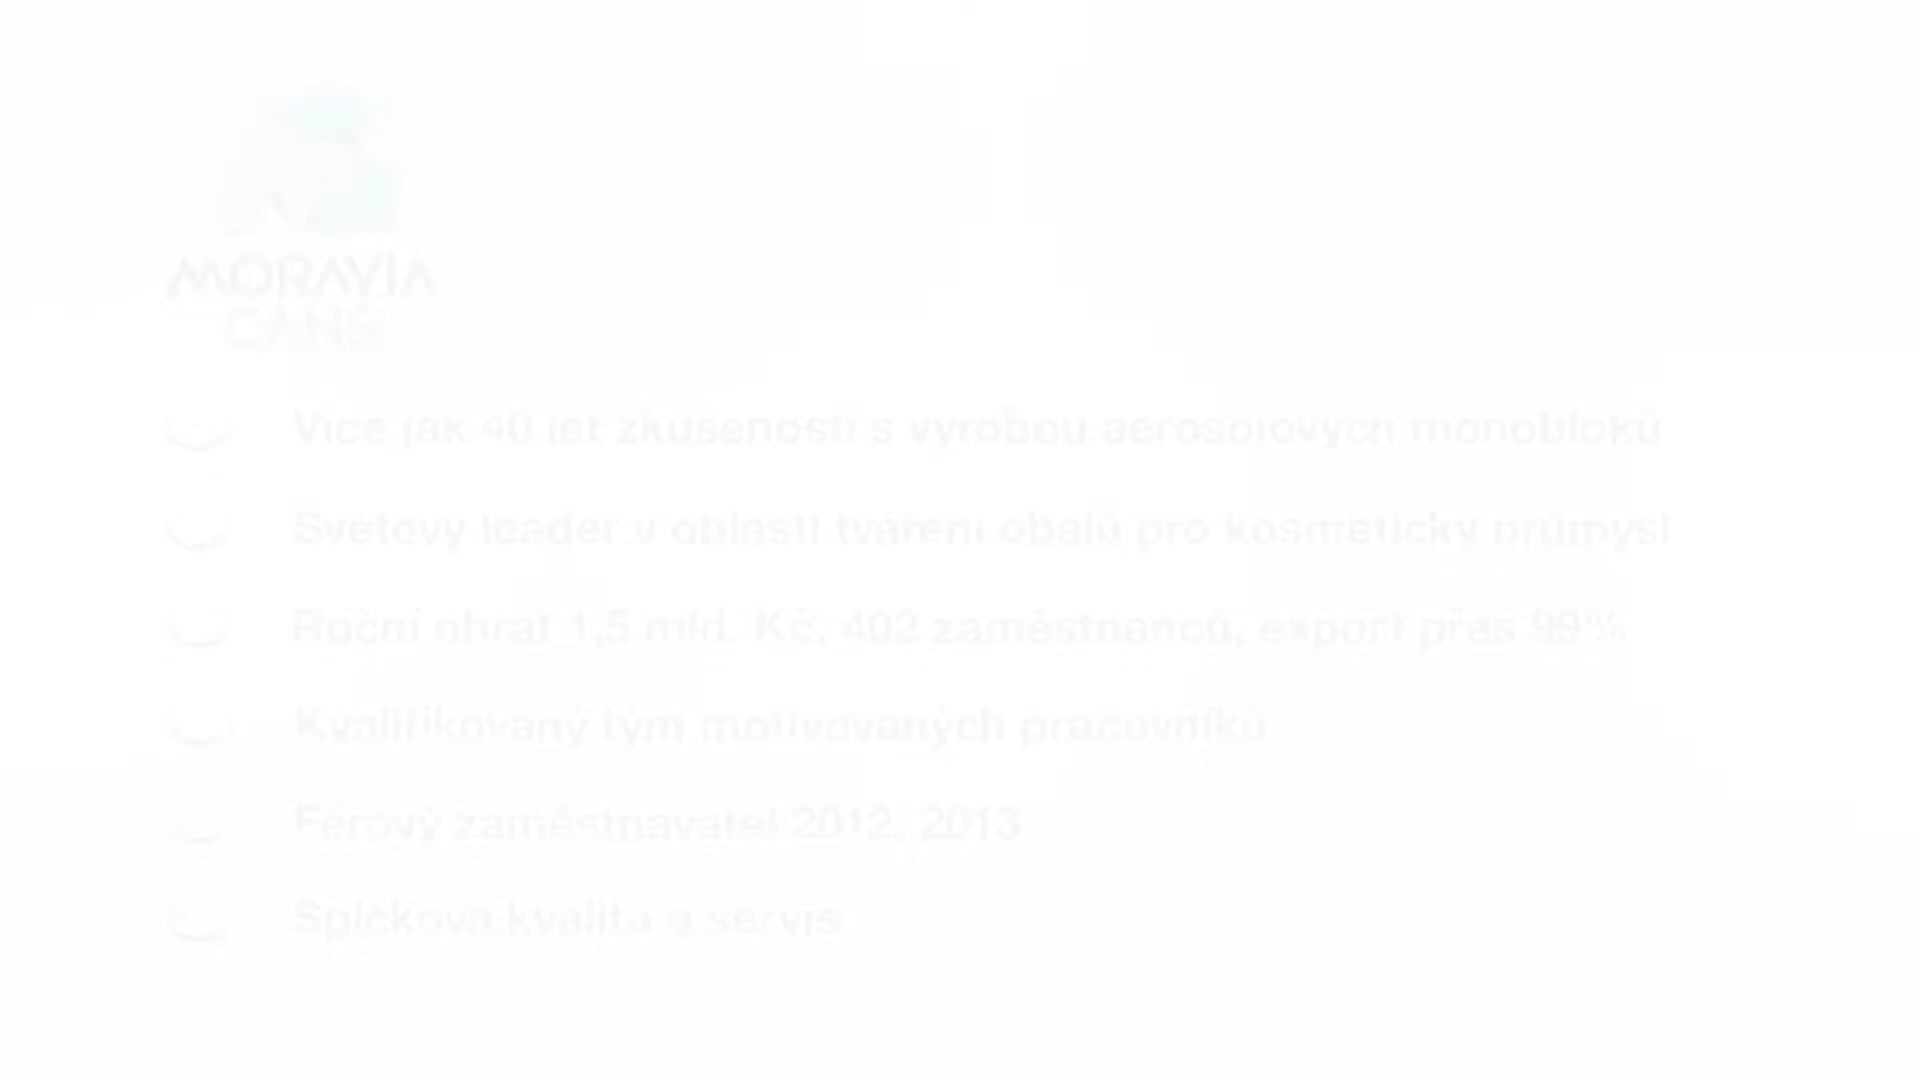 MORAVIA
CANS
Více jak 40 let zkušeností s výrobou aerosolových monobloků
Světový leader v oblasti tváření obalů pro kosmetický průmysl
Roční obrat 1,5 mld. Kč, 402 zaměstnanců, export přes 99%
Kvalifikovaný tým motivovaných pracovníků
Férový zaměstnavatel 2012, 2013
Špičková kvalita a servis